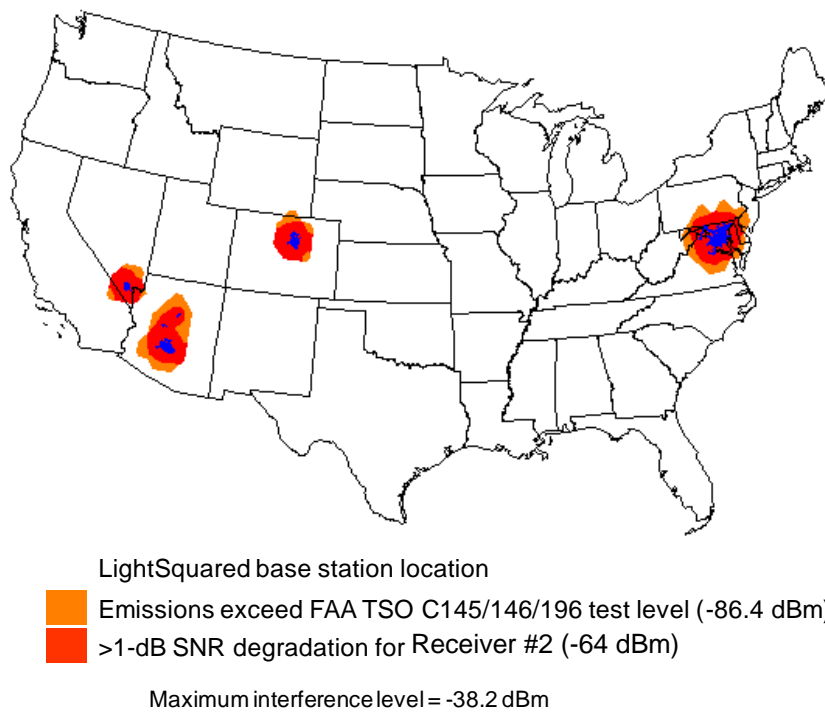 LightSquared base station location
Emissions exceed FAA TSO C145/146/196 test level (-86.4 dBm)
>1-dB SNR degradation for Receiver #2 (-64 dBm)
Maximum interference level = -38.2 dBm